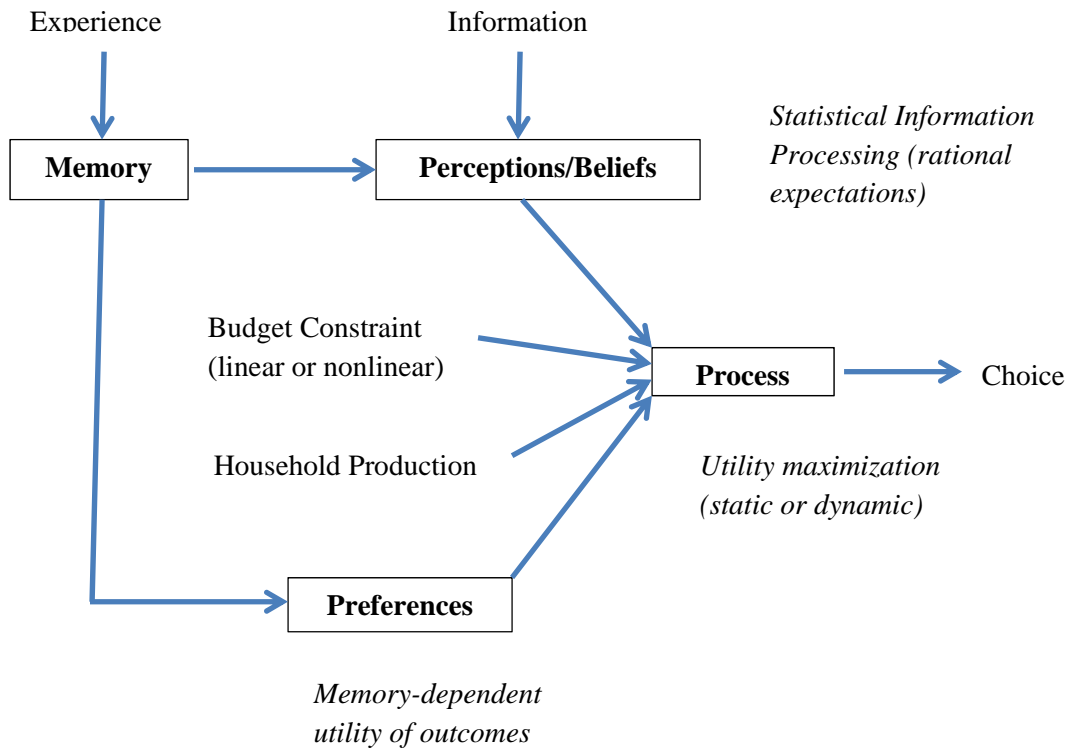 Experience
Information
Statistical Information
Processing (rational
expectations)
Memory
Perceptions/Beliefs
Budget Constraint
(linear or nonlinear)
Process
Choice
Household Production
Utility maximization
(static or dynamic)
Preferences
Memory-dependent
utility of outcomes